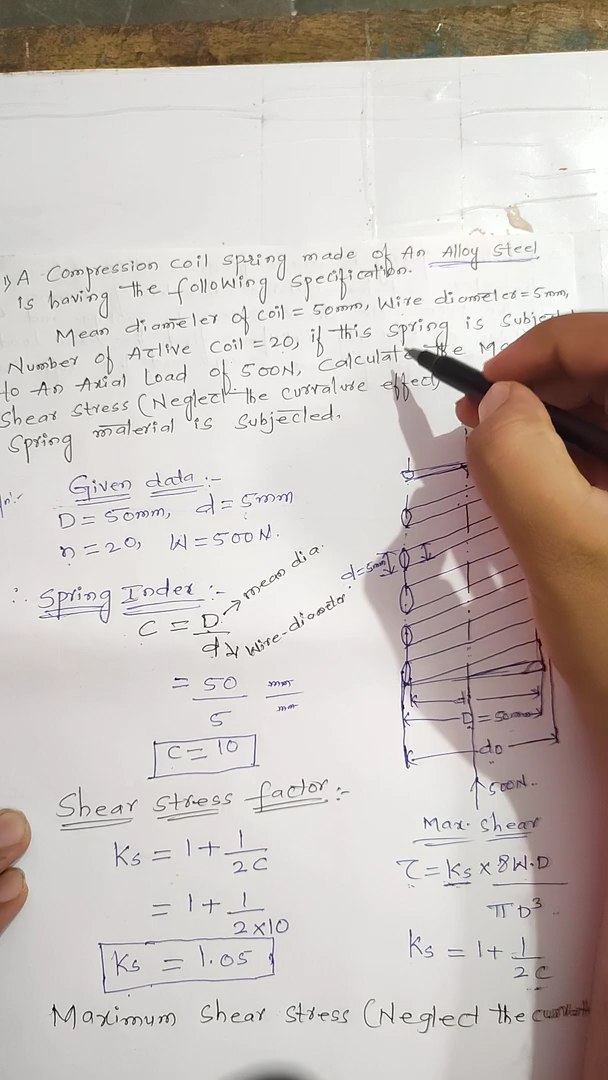 1) A Compression coil spring made of An Alloy steel
is having the following specification.
Mean diameter of coil = 50mm, Wire diameter = 5mm,
Number of Active coil = 20, if this spring is Subject
to An Axial Load of 500N, Calculate the Ma
Shear stress (Neglect the curvature effect
Spring material is Subjected.
Given data :-
D = 50mm, d = 5mm
n = 20, W = 500N.
∴ Spring Index :-
C = D → mean dia.
d → Wire-diameter
= 50 mm
5 mm
C = 10
Shear stress factor :-
Ks = 1 + 1
2C
= 1 + 1
2×10
Ks = 1.05
d = 5mm
d
D = 50mm
do
500N.
Max. Shear
τ = Ks × 8W.D
π D³
Ks = 1 + 1
2C
Maximum Shear stress (Neglect the